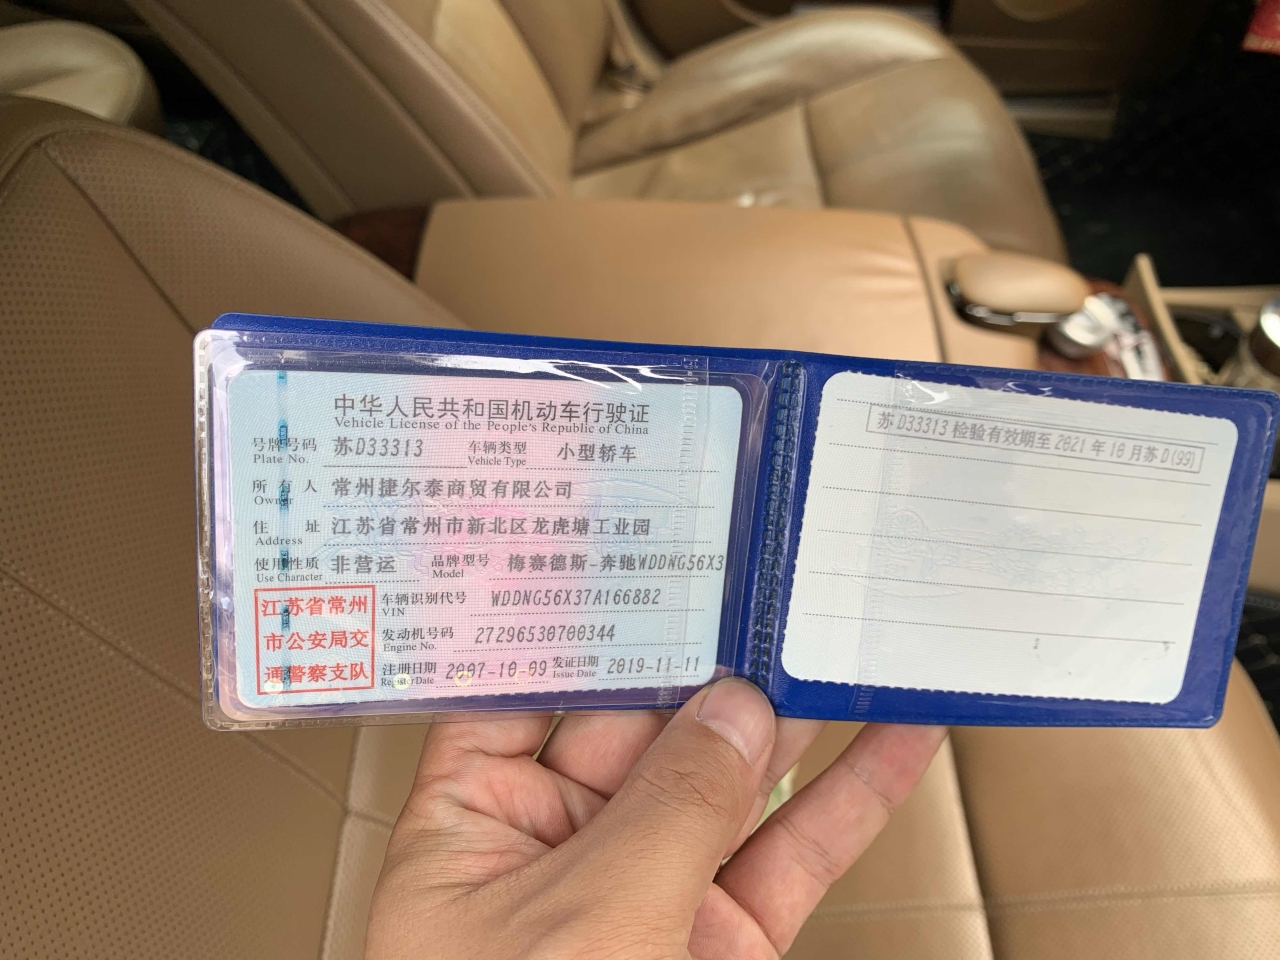 中华人民共和国机动车行驶证
Vehicle License of the People's Republic of China
号牌号码 苏D33313 车辆类型 小型轿车
Plate No. Vehicle Type
所有人 常州捷尔泰商贸有限公司
Owner
住址 江苏省常州市新北区龙虎塘工业园
Address
使用性质 非营运 品牌型号 梅赛德斯-奔驰WDDNG56X3
Use Character Model
江苏省常州
市公安局交
通警察支队
车辆识别代号 WDDNG56X37A166882
VIN
发动机号码 27296530700344
Engine No.
注册日期 2007-10-09 发证日期 2019-11-11
Register Date Issue Date
苏D33313检验有效期至2021年10月苏D(99)